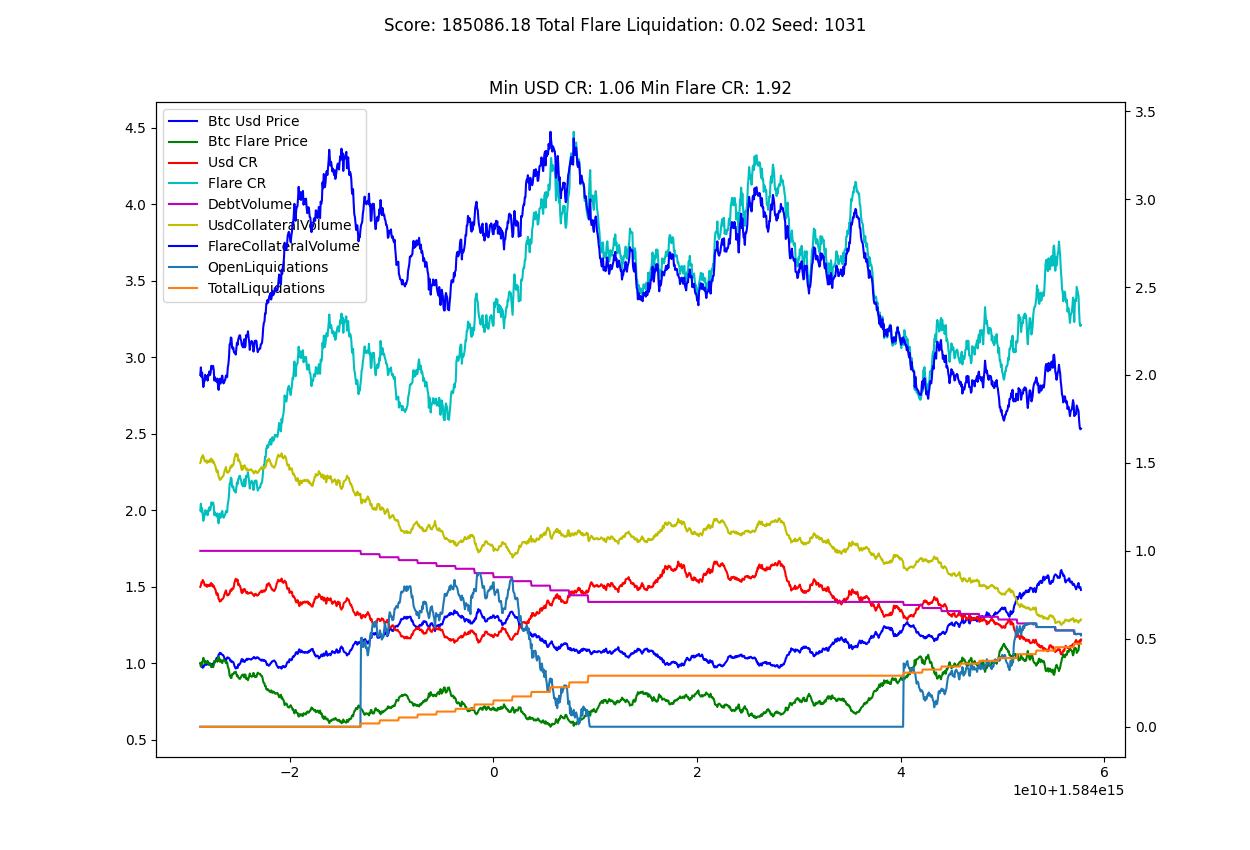 Score: 185086.18 Total Flare Liquidation: 0.02 Seed: 1031
Min USD CR: 1.06 Min Flare CR: 1.92
Btc Usd Price
Btc Flare Price
Usd CR
Flare CR
DebtVolume
UsdCollateralVolume
FlareCollateralVolume
OpenLiquidations
TotalLiquidations
4.5
4.0
3.5
3.0
2.5
2.0
1.5
1.0
0.5
3.5
3.0
2.5
2.0
1.5
1.0
0.5
0.0
−2
0
2
4
6
1e10+1.584e15